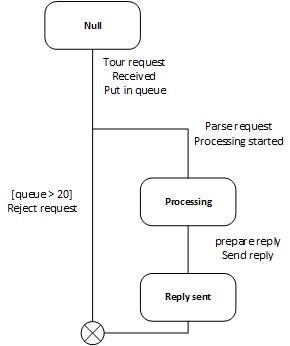 Null
Tour request
Received
Put in queue
Parse request
Processing started
[queue > 20]
Reject request
Processing
prepare reply
Send reply
Reply sent